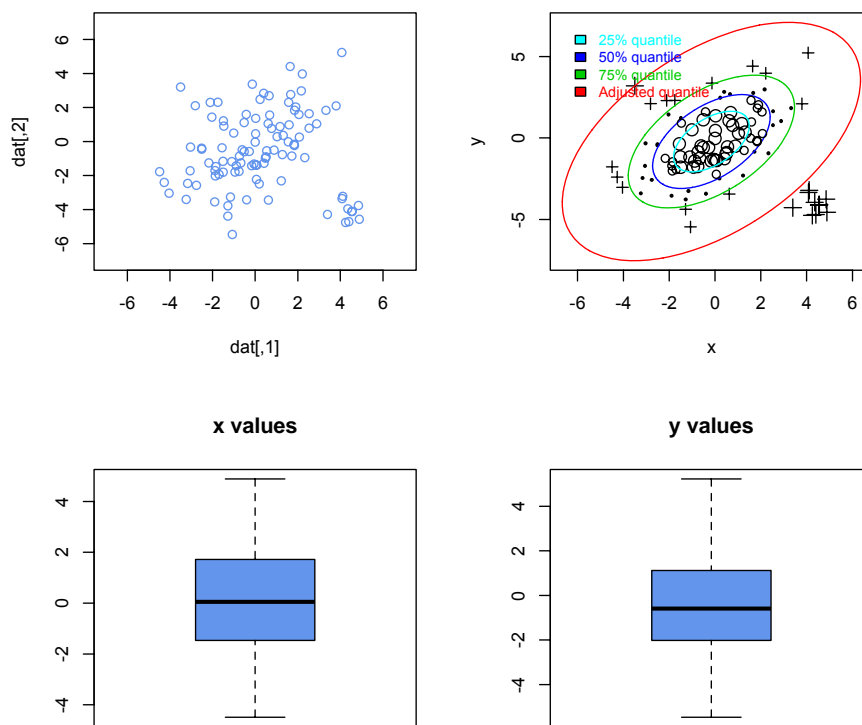 6
4
2
0
-2
-4
-6
dat[,2]
-6 -4 -2 0 2 4 6
dat[,1]
25% quantile
50% quantile
75% quantile
Adjusted quantile
5
0
-5
y
-6 -4 -2 0 2 4 6
x
x values
4
2
0
-2
-4
y values
4
2
0
-2
-4